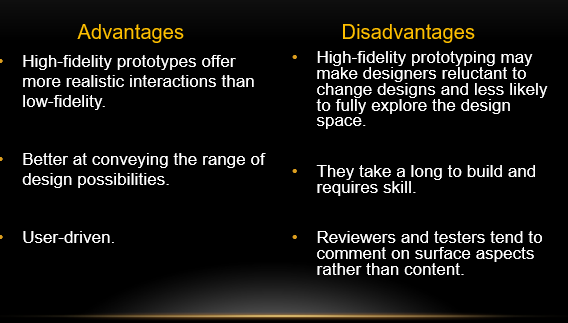 Advantages
• High-fidelity prototypes offer
more realistic interactions than
low-fidelity.
• Better at conveying the range of
design possibilities.
• User-driven.
Disadvantages
• High-fidelity prototyping may
make designers reluctant to
change designs and less likely
to fully explore the design
space.
• They take a long to build and
requires skill.
• Reviewers and testers tend to
comment on surface aspects
rather than content.